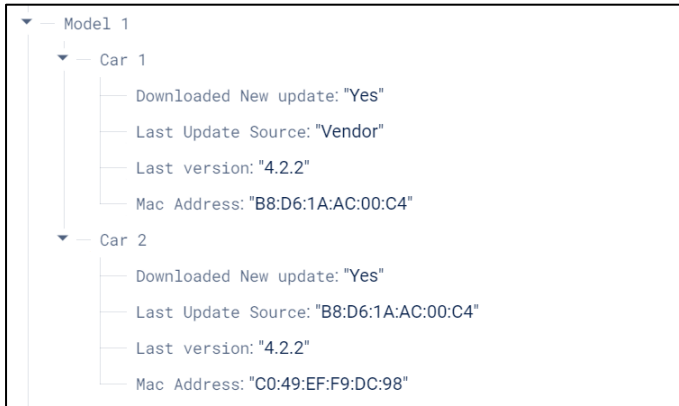 Model 1
Car 1
Downloaded New update: "Yes"
Last Update Source: "Vendor"
Last version: "4.2.2"
Mac Address: "B8:D6:1A:AC:00:C4"
Car 2
Downloaded New update: "Yes"
Last Update Source: "B8:D6:1A:AC:00:C4"
Last version: "4.2.2"
Mac Address: "C0:49:EF:F9:DC:98"